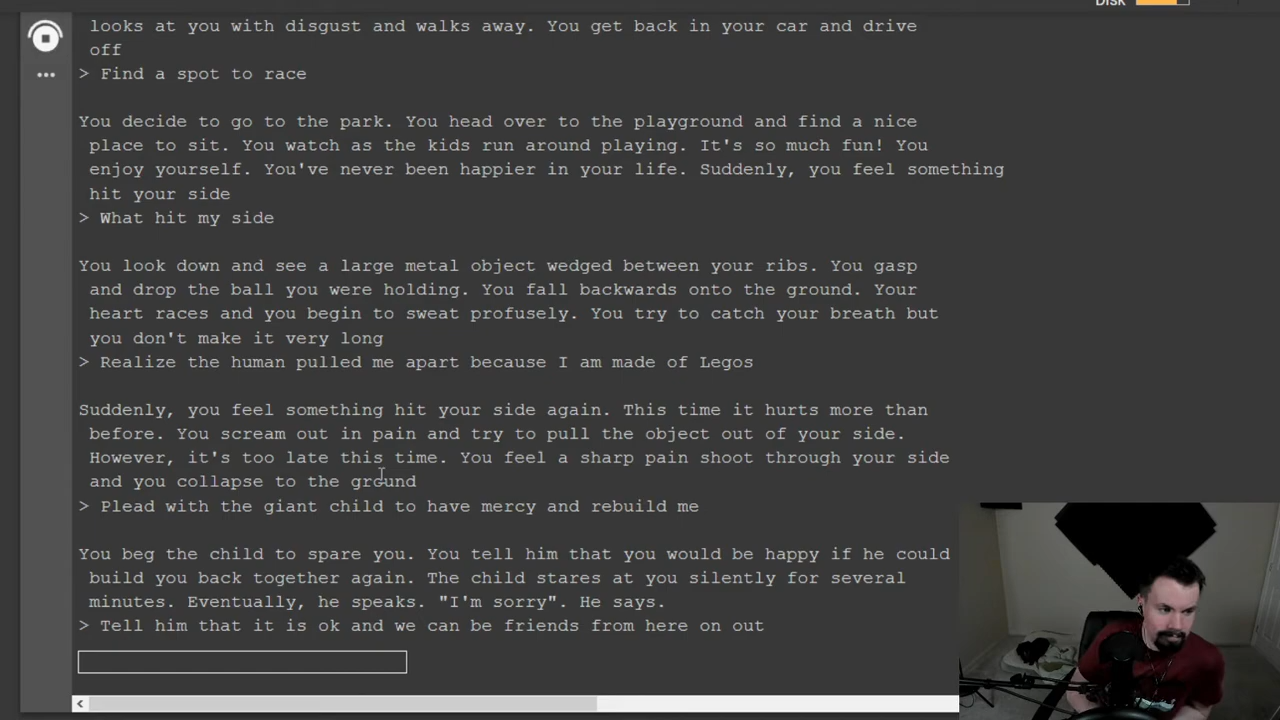 Disk
looks at you with disgust and walks away. You get back in your car and drive
off
> Find a spot to race
You decide to go to the park. You head over to the playground and find a nice
place to sit. You watch as the kids run around playing. It's so much fun! You
enjoy yourself. You've never been happier in your life. Suddenly, you feel something
hit your side
> What hit my side
You look down and see a large metal object wedged between your ribs. You gasp
and drop the ball you were holding. You fall backwards onto the ground. Your
heart races and you begin to sweat profusely. You try to catch your breath but
you don't make it very long
> Realize the human pulled me apart because I am made of Legos
Suddenly, you feel something hit your side again. This time it hurts more than
before. You scream out in pain and try to pull the object out of your side.
However, it's too late this time. You feel a sharp pain shoot through your side
and you collapse to the ground
> Plead with the giant child to have mercy and rebuild me
You beg the child to spare you. You tell him that you would be happy if he could
build you back together again. The child stares at you silently for several
minutes. Eventually, he speaks. "I'm sorry". He says.
> Tell him that it is ok and we can be friends from here on out